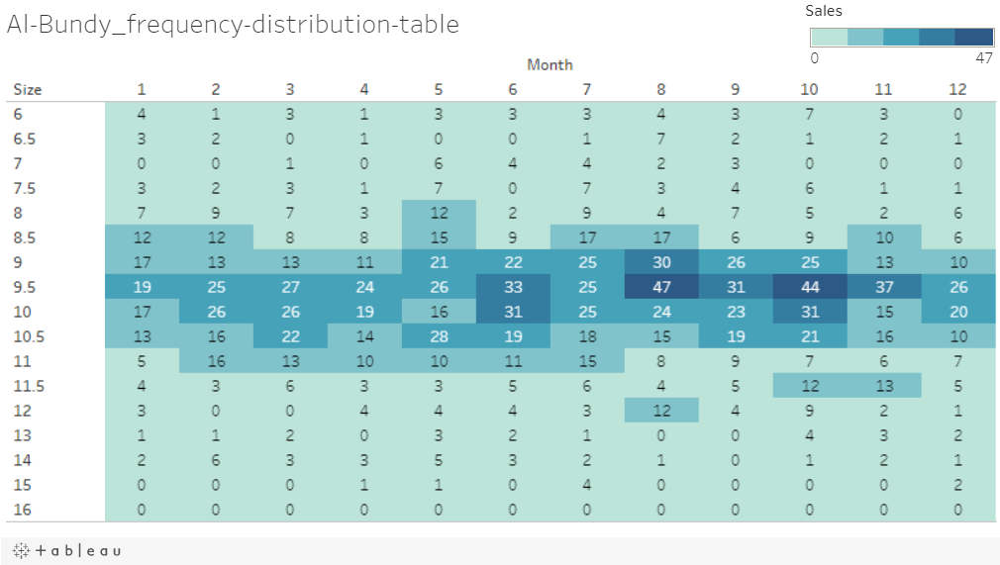 Al-Bundy_frequency-distribution-table
Sales
0 47
Month
Size 1 2 3 4 5 6 7 8 9 10 11 12
6 4 1 3 1 3 3 3 4 3 7 3 0
6.5 3 2 0 1 0 0 1 7 2 1 2 1
7 0 0 1 0 6 4 4 2 3 0 0 0
7.5 3 2 3 1 7 0 7 3 4 6 1 1
8 7 9 7 3 12 2 9 4 7 5 2 6
8.5 12 12 8 8 15 9 17 17 6 9 10 6
9 17 13 13 11 21 22 25 30 26 25 13 10
9.5 19 25 27 24 26 33 25 47 31 44 37 26
10 17 26 26 19 16 31 25 24 23 31 15 20
10.5 13 16 22 14 28 19 18 15 19 21 16 10
11 5 16 13 10 10 11 15 8 9 7 6 7
11.5 4 3 6 3 3 5 6 4 5 12 13 5
12 3 0 0 4 4 4 3 12 4 9 2 1
13 1 1 2 0 3 2 1 0 0 4 3 2
14 2 6 3 3 5 3 2 1 0 1 2 1
15 0 0 0 1 1 0 4 0 0 0 0 2
16 0 0 0 0 0 0 0 0 0 0 0 0
+ a b | e a u